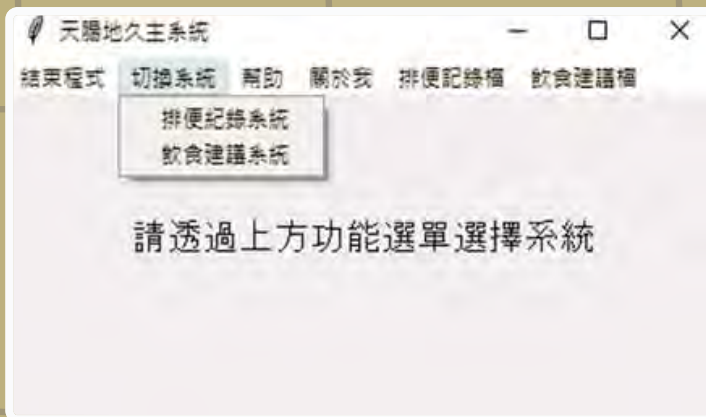 天腸地久主系統
結束程式 切換系統 幫助 關於我 排便記錄檔 飲食建議檔
排便紀錄系統
飲食建議系統
請透過上方功能選單選擇系統